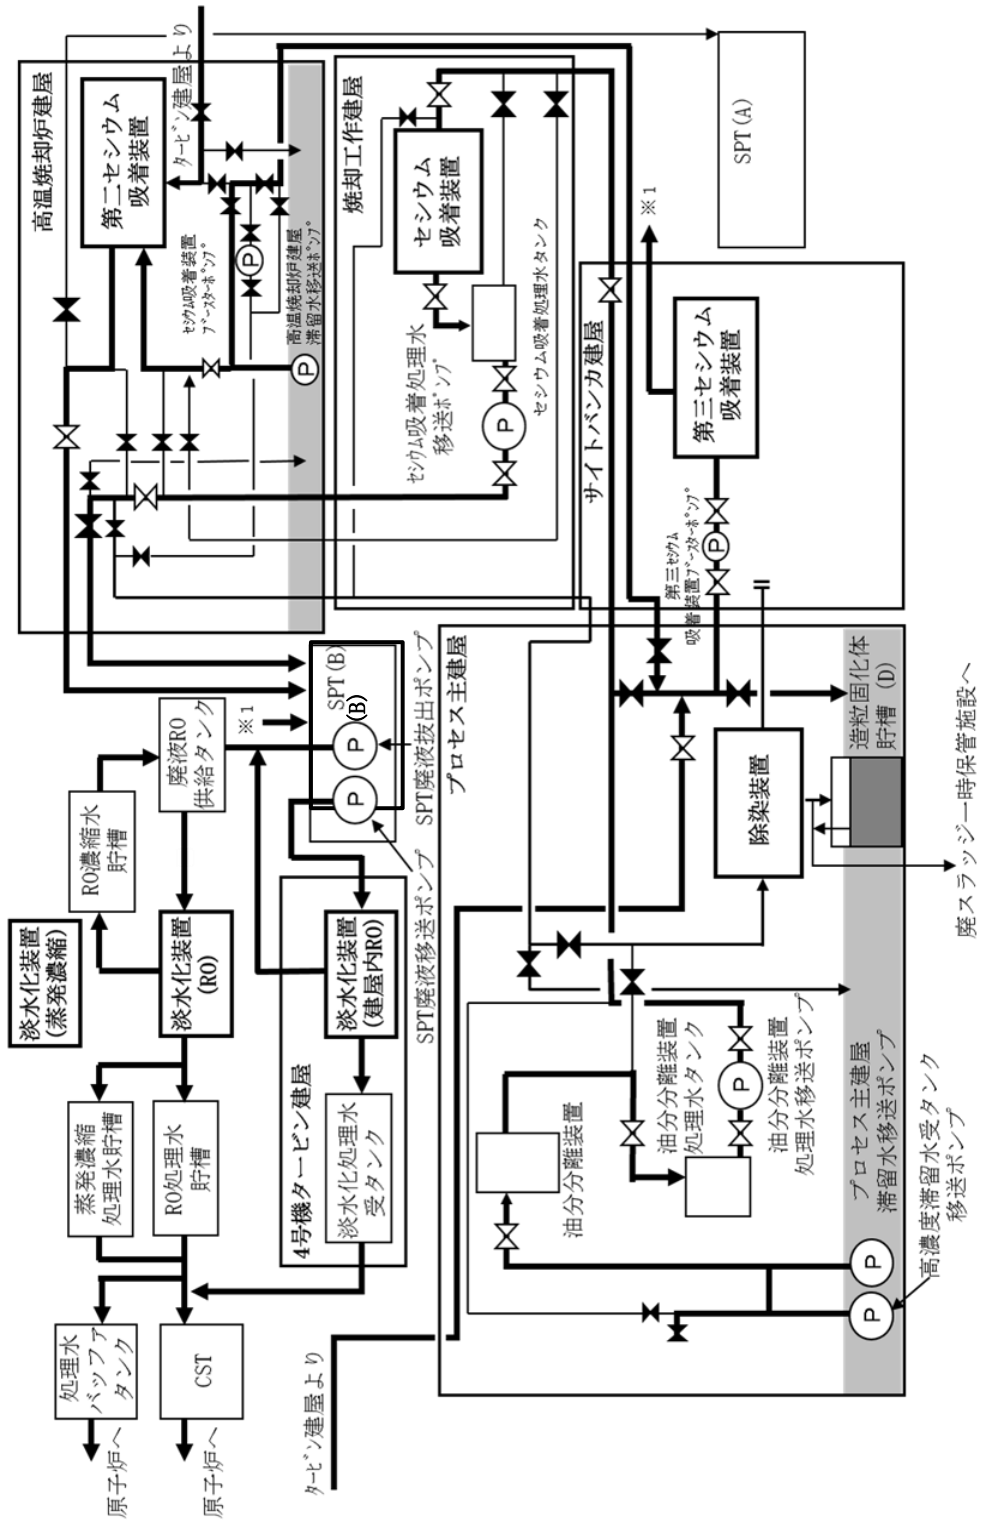 高温焼却炉建屋
第二セシウム
吸着装置
タービン建屋より
セシウム吸着装置
ブースターポンプ
高温焼却炉建屋
滞留水移送ポンプ
P
P
焼却工作建屋
セシウム
吸着装置
セシウム吸着処理水
移送ポンプ
セシウム吸着処理水タンク
P
SPT(A)
※1
サイトバンカ建屋
第三セシウム
吸着装置
第三セシウム
吸着装置ブースターポンプ
P
SPT(B)
(B)
P
P
SPT廃液抜出ポンプ
SPT廃液移送ポンプ
※1
廃液RO
供給タンク
RO濃縮水
貯槽
淡水化装置
(蒸発濃縮)
淡水化装置
(RO)
蒸発濃縮
処理水貯槽
RO処理水
貯槽
処理水
バッファ
タンク
CST
原子炉へ
原子炉へ
4号機タービン建屋
淡水化装置
(建屋内RO)
淡水化処理水
受タンク
タービン建屋より
プロセス主建屋
除染装置
造粒固化体
貯槽 (D)
廃スラッジ一時保管施設へ
油分分離装置
油分分離装置
処理水タンク
油分分離装置
処理水移送ポンプ
P
プロセス主建屋
滞留水移送ポンプ
P
P
高濃度滞留水受タンク
移送ポンプ